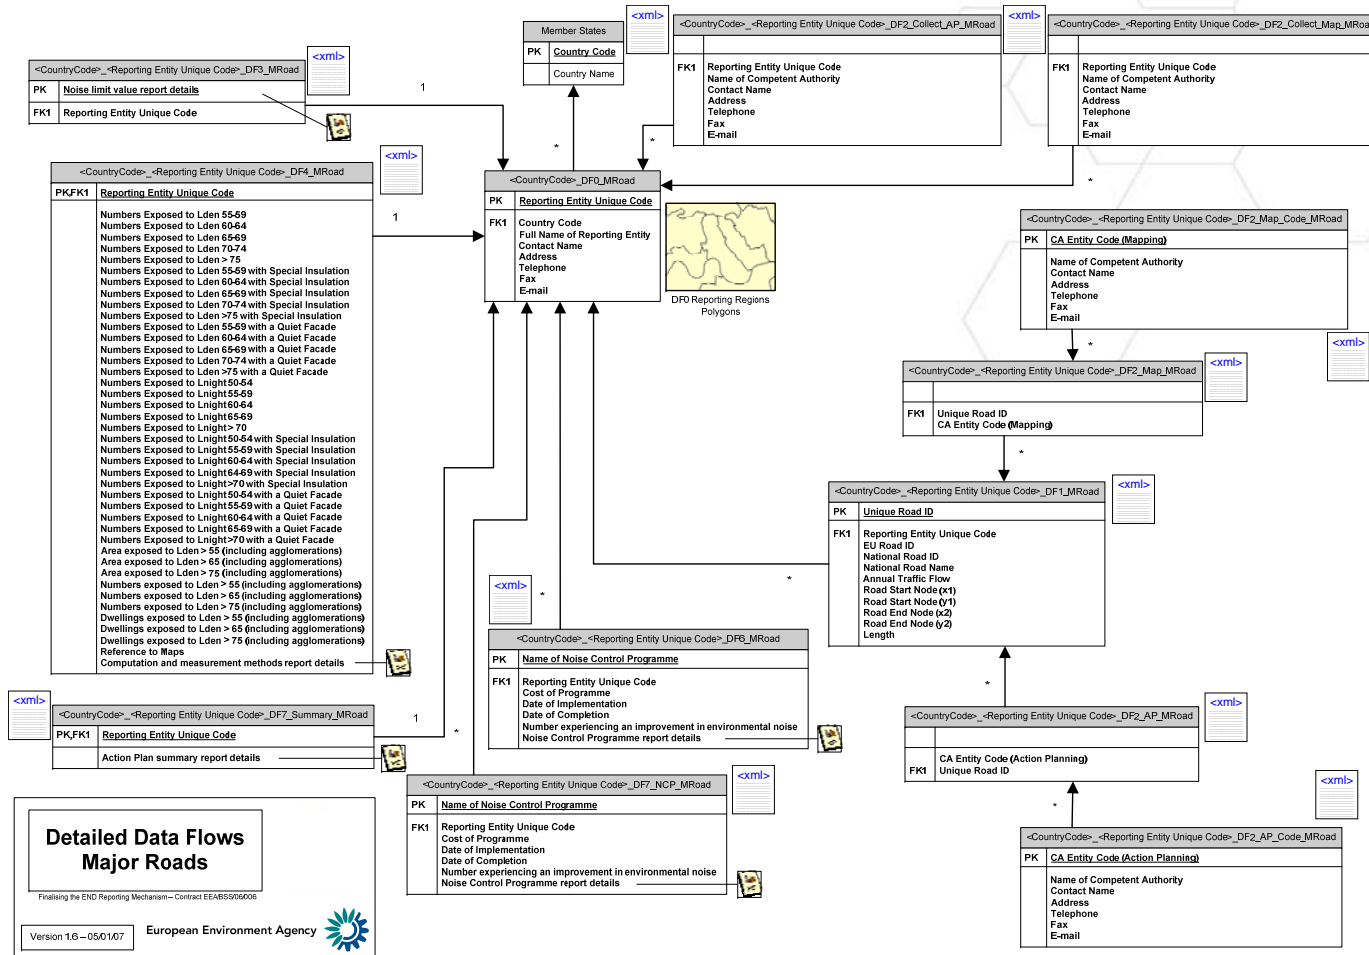 <CountryCode>_<Reporting Entity Unique Code>_DF3_MRoad
PK Noise limit value report details
FK1 Reporting Entity Unique Code
<xml>
1
Member States
PK Country Code
Country Name
*
<xml>
<CountryCode>_<Reporting Entity Unique Code>_DF2_Collect_AP_MRoad
FK1 Reporting Entity Unique Code
Name of Competent Authority
Contact Name
Address
Telephone
Fax
E-mail
*
<xml>
<CountryCode>_<Reporting Entity Unique Code>_DF2_Collect_Map_MRoa
FK1 Reporting Entity Unique Code
Name of Competent Authority
Contact Name
Address
Telephone
Fax
E-mail
*
<xml>
<CountryCode>_<Reporting Entity Unique Code>_DF4_MRoad
PK,FK1 Reporting Entity Unique Code
Numbers Exposed to Lden 55-59
Numbers Exposed to Lden 60-64
Numbers Exposed to Lden 65-69
Numbers Exposed to Lden 70-74
Numbers Exposed to Lden > 75
Numbers Exposed to Lden 55-59 with Special Insulation
Numbers Exposed to Lden 60-64 with Special Insulation
Numbers Exposed to Lden 65-69 with Special Insulation
Numbers Exposed to Lden 70-74 with Special Insulation
Numbers Exposed to Lden >75 with Special Insulation
Numbers Exposed to Lden 55-59 with a Quiet Facade
Numbers Exposed to Lden 60-64 with a Quiet Facade
Numbers Exposed to Lden 65-69 with a Quiet Facade
Numbers Exposed to Lden 70-74 with a Quiet Facade
Numbers Exposed to Lden >75 with a Quiet Facade
Numbers Exposed to Lnight 50-54
Numbers Exposed to Lnight 55-59
Numbers Exposed to Lnight 60-64
Numbers Exposed to Lnight 65-69
Numbers Exposed to Lnight > 70
Numbers Exposed to Lnight 50-54 with Special Insulation
Numbers Exposed to Lnight 55-59 with Special Insulation
Numbers Exposed to Lnight 60-64 with Special Insulation
Numbers Exposed to Lnight 64-69 with Special Insulation
Numbers Exposed to Lnight >70 with Special Insulation
Numbers Exposed to Lnight 50-54 with a Quiet Facade
Numbers Exposed to Lnight 55-59 with a Quiet Facade
Numbers Exposed to Lnight 60-64 with a Quiet Facade
Numbers Exposed to Lnight 65-69 with a Quiet Facade
Numbers Exposed to Lnight >70 with a Quiet Facade
Area exposed to Lden > 55 (including agglomerations)
Area exposed to Lden > 65 (including agglomerations)
Area exposed to Lden > 75 (including agglomerations)
Numbers exposed to Lden > 55 (including agglomerations)
Numbers exposed to Lden > 65 (including agglomerations)
Numbers exposed to Lden > 75 (including agglomerations)
Dwellings exposed to Lden > 55 (including agglomerations)
Dwellings exposed to Lden > 65 (including agglomerations)
Dwellings exposed to Lden > 75 (including agglomerations)
Reference to Maps
Computation and measurement methods report details
1
<CountryCode>_DF0_MRoad
PK Reporting Entity Unique Code
FK1 Country Code
Full Name of Reporting Entity
Contact Name
Address
Telephone
Fax
E-mail
DF0 Reporting Regions
Polygons
<CountryCode>_<Reporting Entity Unique Code>_DF2_Map_Code_MRoad
PK CA Entity Code (Mapping)
Name of Competent Authority
Contact Name
Address
Telephone
Fax
E-mail
<xml>
*
<CountryCode>_<Reporting Entity Unique Code>_DF2_Map_MRoad
FK1 Unique Road ID
CA Entity Code (Mapping)
<xml>
*
<CountryCode>_<Reporting Entity Unique Code>_DF1_MRoad
PK Unique Road ID
FK1 Reporting Entity Unique Code
EU Road ID
National Road ID
National Road Name
Annual Traffic Flow
Road Start Node (x1)
Road Start Node (y1)
Road End Node (x2)
Road End Node (y2)
Length
<xml>
*
*
<xml>
*
<CountryCode>_<Reporting Entity Unique Code>_DF6_MRoad
PK Name of Noise Control Programme
FK1 Reporting Entity Unique Code
Cost of Programme
Date of Implementation
Date of Completion
Number experiencing an improvement in environmental noise
Noise Control Programme report details
<xml>
<CountryCode>_<Reporting Entity Unique Code>_DF7_Summary_MRoad
PK,FK1 Reporting Entity Unique Code
Action Plan summary report details
1
*
<CountryCode>_<Reporting Entity Unique Code>_DF7_NCP_MRoad
PK Name of Noise Control Programme
FK1 Reporting Entity Unique Code
Cost of Programme
Date of Implementation
Date of Completion
Number experiencing an improvement in environmental noise
Noise Control Programme report details
<xml>
<CountryCode>_<Reporting Entity Unique Code>_DF2_AP_MRoad
CA Entity Code (Action Planning)
FK1 Unique Road ID
<xml>
*
<CountryCode>_<Reporting Entity Unique Code>_DF2_AP_Code_MRoad
PK CA Entity Code (Action Planning)
Name of Competent Authority
Contact Name
Address
Telephone
Fax
E-mail
<xml>
Detailed Data Flows
Major Roads
Finalising the END Reporting Mechanism – Contract EEA/BSS/06/006
Version 1.6 – 05/01/07
European Environment Agency